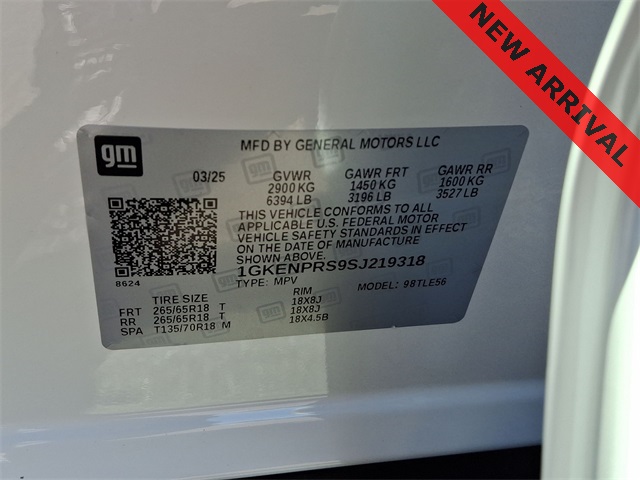 NEW ARRIVAL
gm
MFD BY GENERAL MOTORS LLC
03/25 GVWR GAWR FRT GAWR RR
2900 KG 1450 KG 1600 KG
6394 LB 3196 LB 3527 LB
THIS VEHICLE CONFORMS TO ALL
APPLICABLE U.S. FEDERAL MOTOR
VEHICLE SAFETY STANDARDS IN EFFECT
ON THE DATE OF MANUFACTURE
SHOWN ABOVE.
1GKENPRS9SJ219318
8624 TYPE: MPV MODEL: 98TLE56
TIRE SIZE RIM
FRT 265/65R18 T 18X8J
RR 265/65R18 T 18X8J
SPA T135/70R18 M 18X4.5B